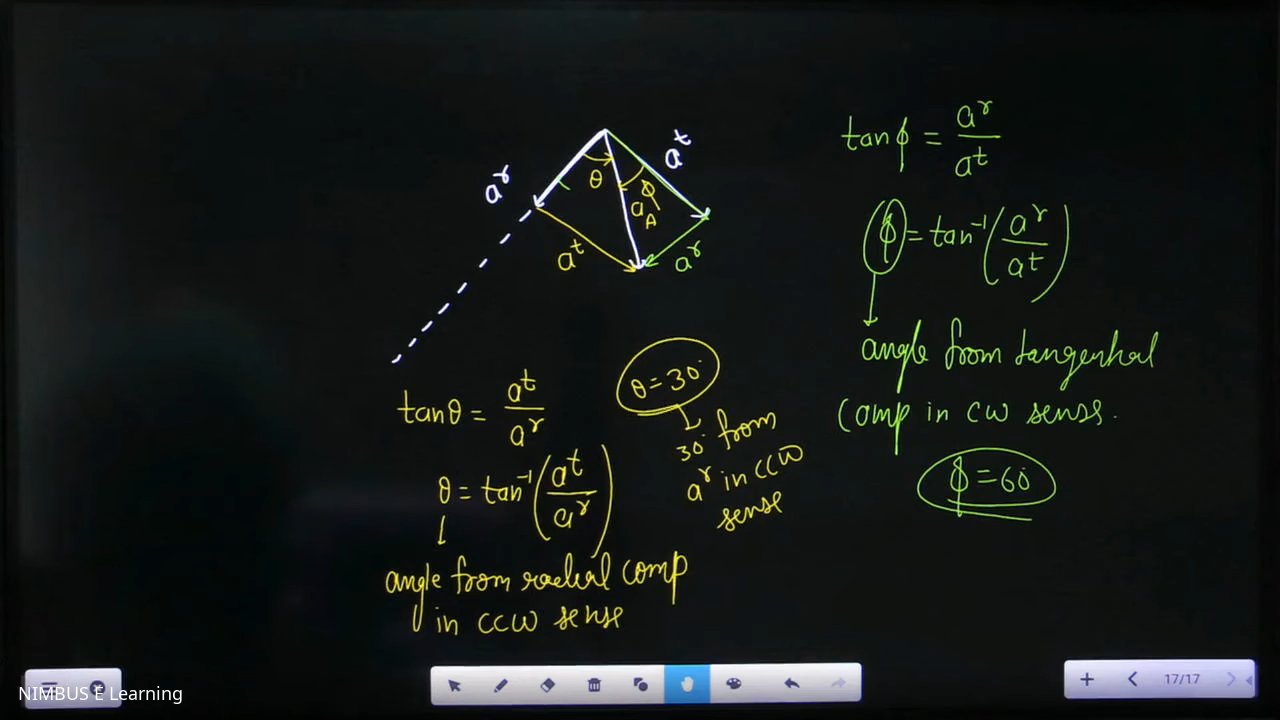 a^r
θ
ϕ
a^t
a_A
a^t
a^r
tanθ = a^t / a^r
θ = tan⁻¹(a^t / a^r)
angle from radial comp
in CCW sense
θ = 30°
30° from
a^r in CCW
sense
tanϕ = a^r / a^t
ϕ = tan⁻¹(a^r / a^t)
angle from tangential
comp in CW sense.
ϕ = 60°
NIMBUS E Learning
17/17